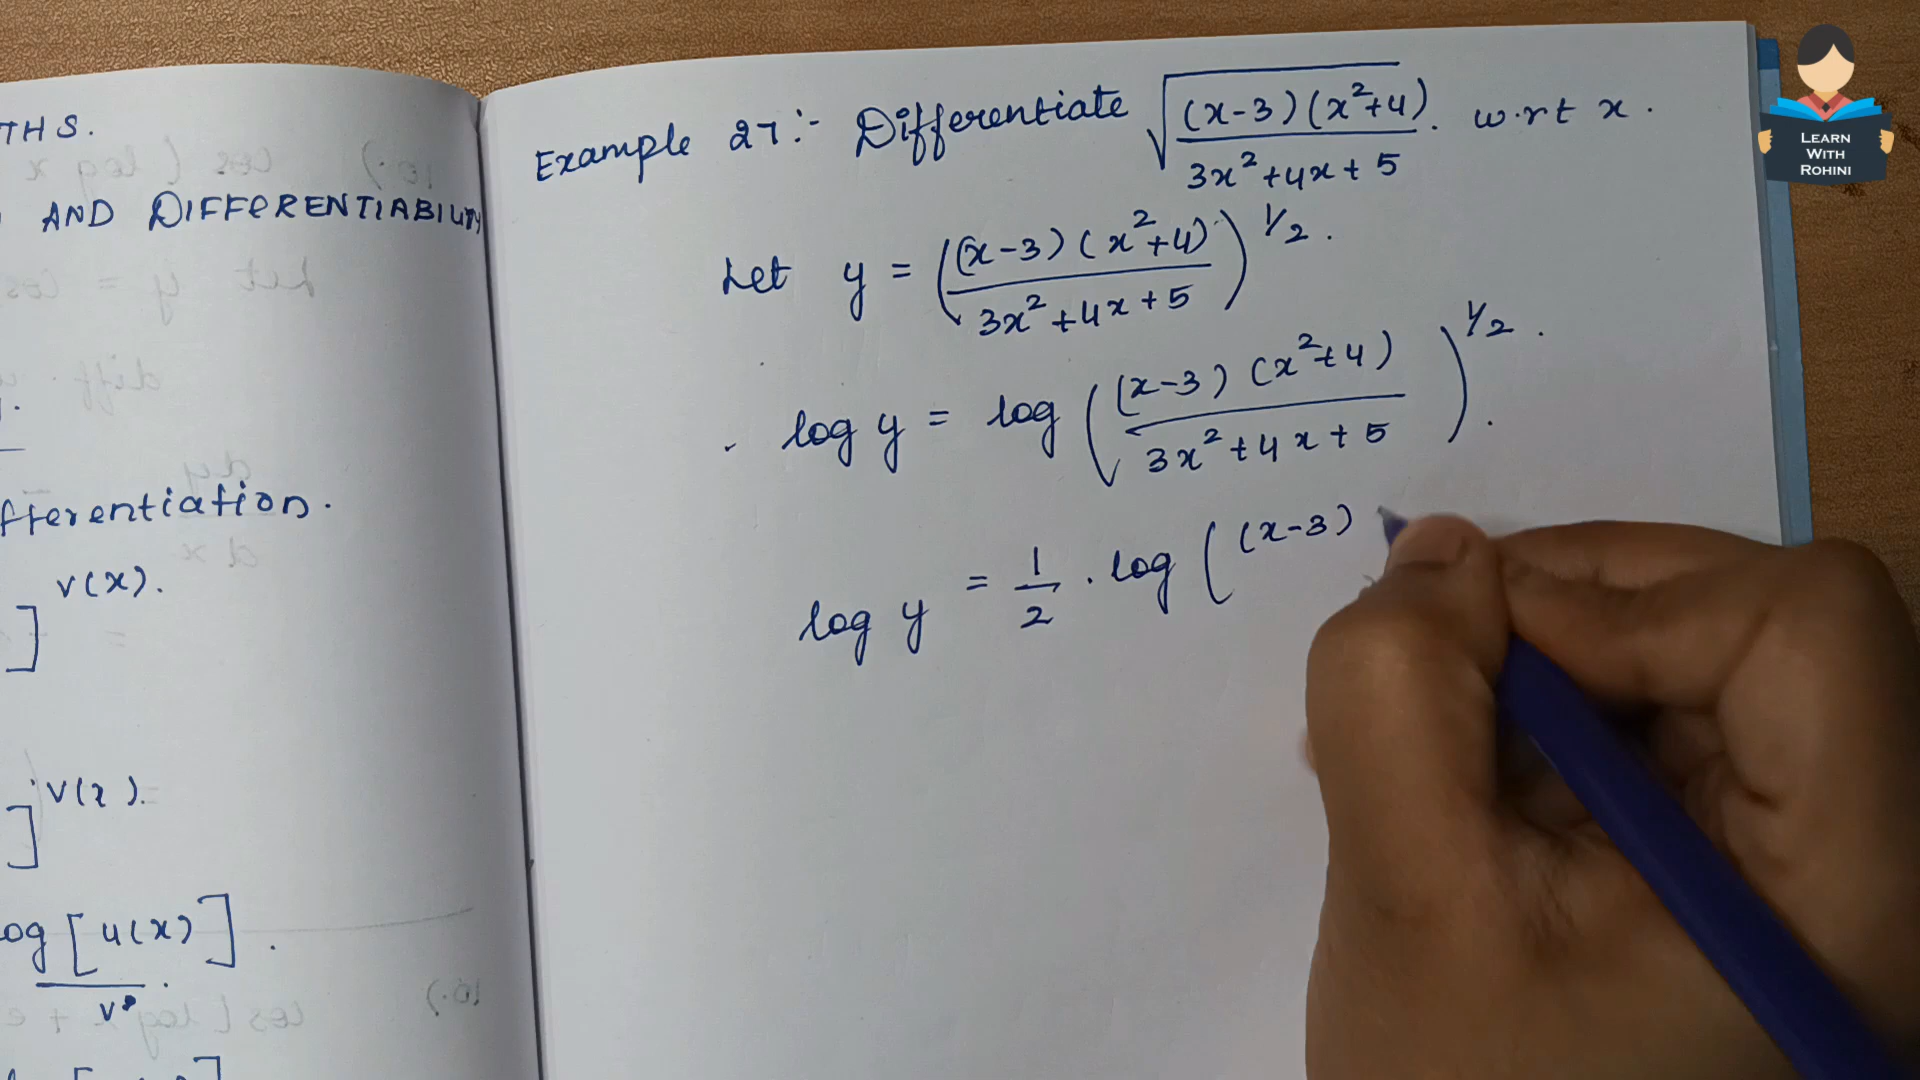 THS.
AND DIFFERENTIABILITY
fferentiation.
] v(x).
] v(x).
og [u(x)].
v
Example 27:- Differentiate √((x-3)(x²+4) / 3x²+4x+5). w.r.t x.
Let y = ((x-3)(x²+4) / 3x²+4x+5)^1/2.
log y = log ((x-3)(x²+4) / 3x²+4x+5)^1/2.
log y = 1/2 . log ((x-3)
LEARN
WITH
ROHINI